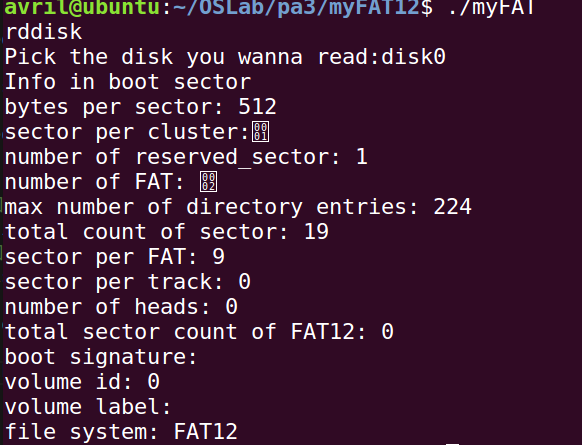 avril@ubuntu:~/OSLab/pa3/myFAT12$ ./myFAT
rddisk
Pick the disk you wanna read:disk0
Info in boot sector
bytes per sector: 512
sector per cluster:0001
number of reserved_sector: 1
number of FAT: 0002
max number of directory entries: 224
total count of sector: 19
sector per FAT: 9
sector per track: 0
number of heads: 0
total sector count of FAT12: 0
boot signature:
volume id: 0
volume label:
file system: FAT12